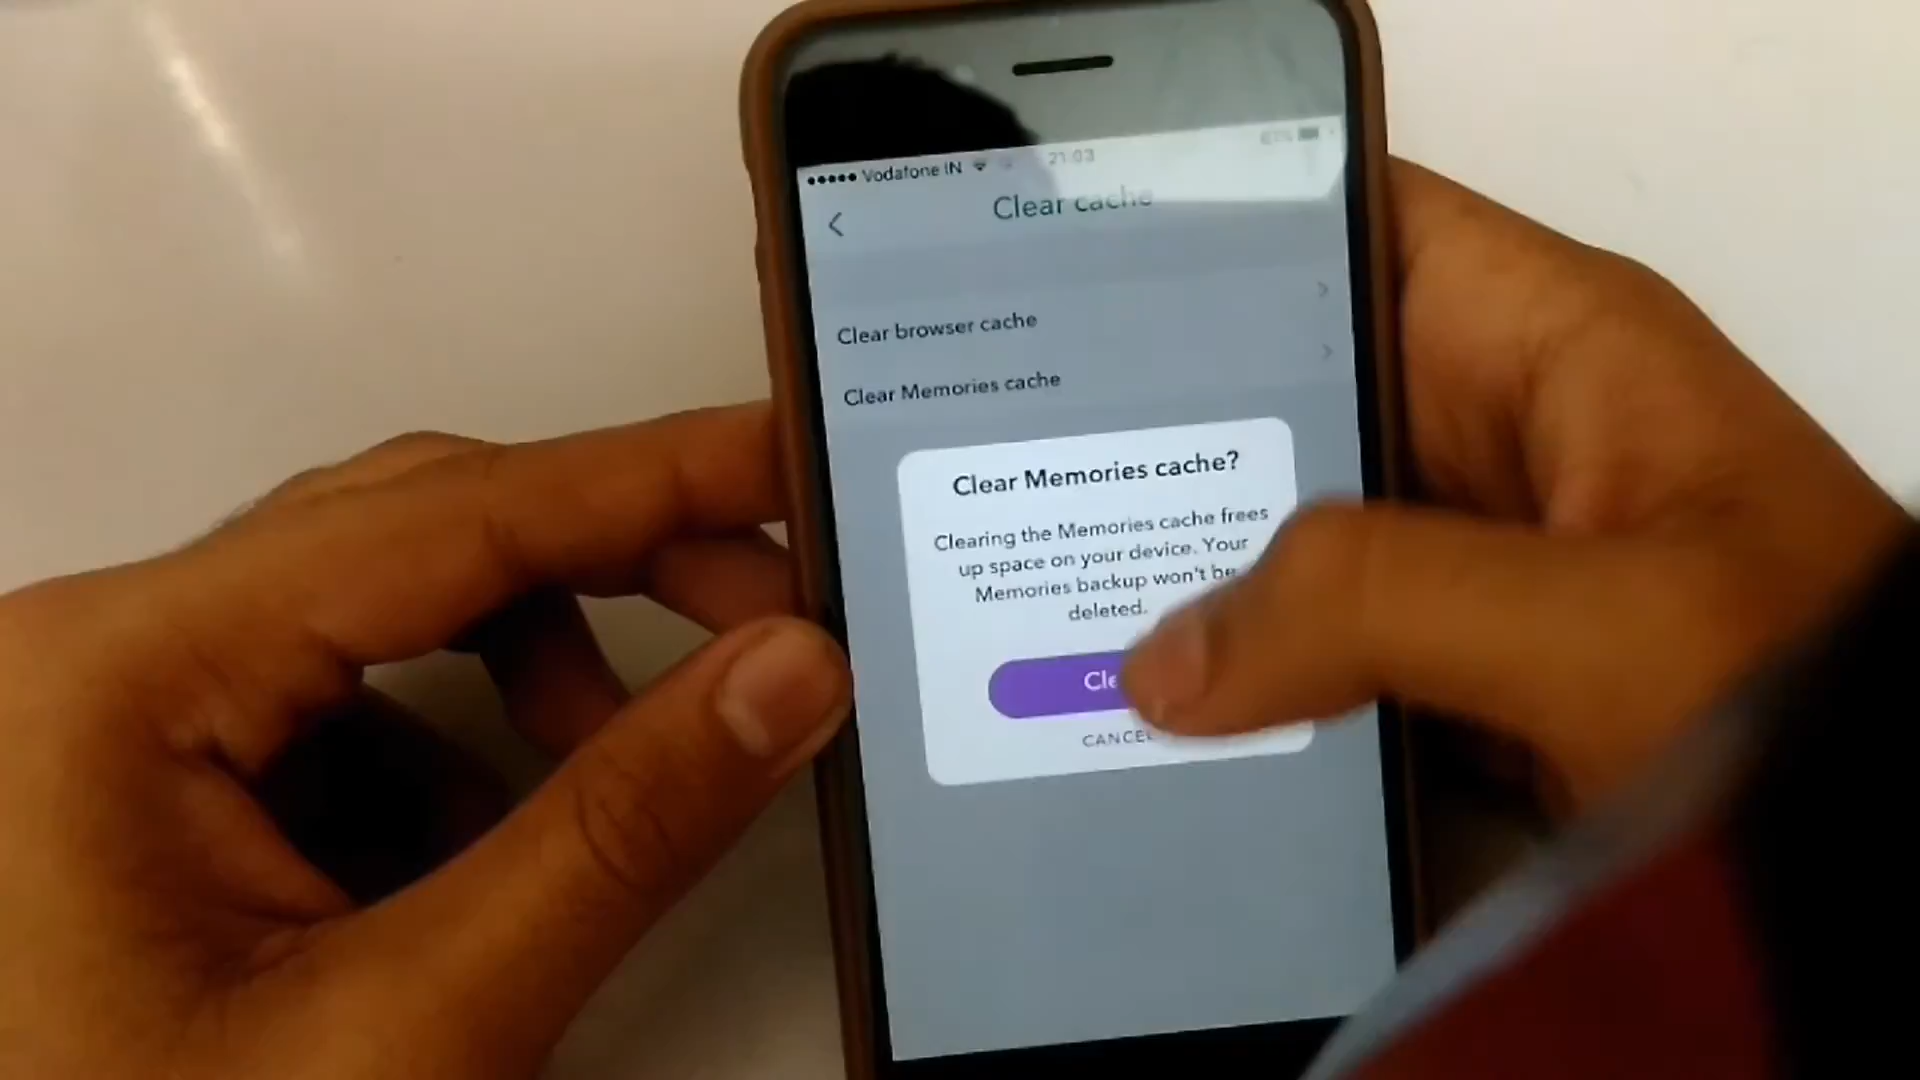 Vodafone IN 21:03
Clear cache
Clear browser cache
Clear Memories cache
Clear Memories cache?
Clearing the Memories cache frees
up space on your device. Your
Memories backup won't be
deleted.
CANCEL